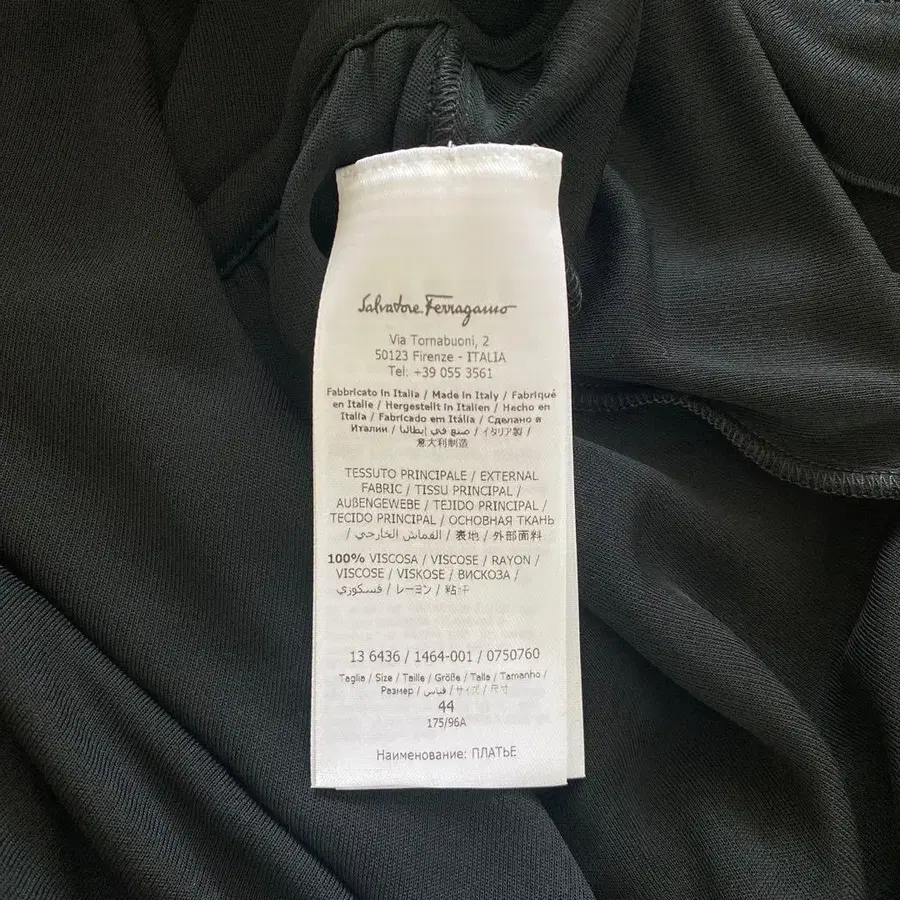 Salvatore Ferragamo
Via Tornabuoni, 2
50123 Firenze - ITALIA
Tel: +39 055 3561
Fabbricato in Italia / Made in Italy / Fabriqué
en Italie / Hergestellt in Italien / Hecho en
Italia / Fabricado em Itália / Сделано в
Италии / صنع في إيطاليا / イタリア製 /
意大利制造
TESSUTO PRINCIPALE / EXTERNAL
FABRIC / TISSU PRINCIPAL /
AUßENGEWEBE / TEJIDO PRINCIPAL /
TECIDO PRINCIPAL / ОСНОВНАЯ ТКАНЬ
/ القماش الخارجي / 表地 / 外部面料
100% VISCOSA / VISCOSE / RAYON /
VISCOSE / VISKOSE / ВИСКОЗА /
فسكوزي / レーヨン / 粘纤
13 6436 / 1464-001 / 0750760
Taglia / Size / Taille / Größe / Talla / Tamanho /
Размер / قياس / サイズ / 尺寸
44
175/96A
Наименование: ПЛАТЬЕ